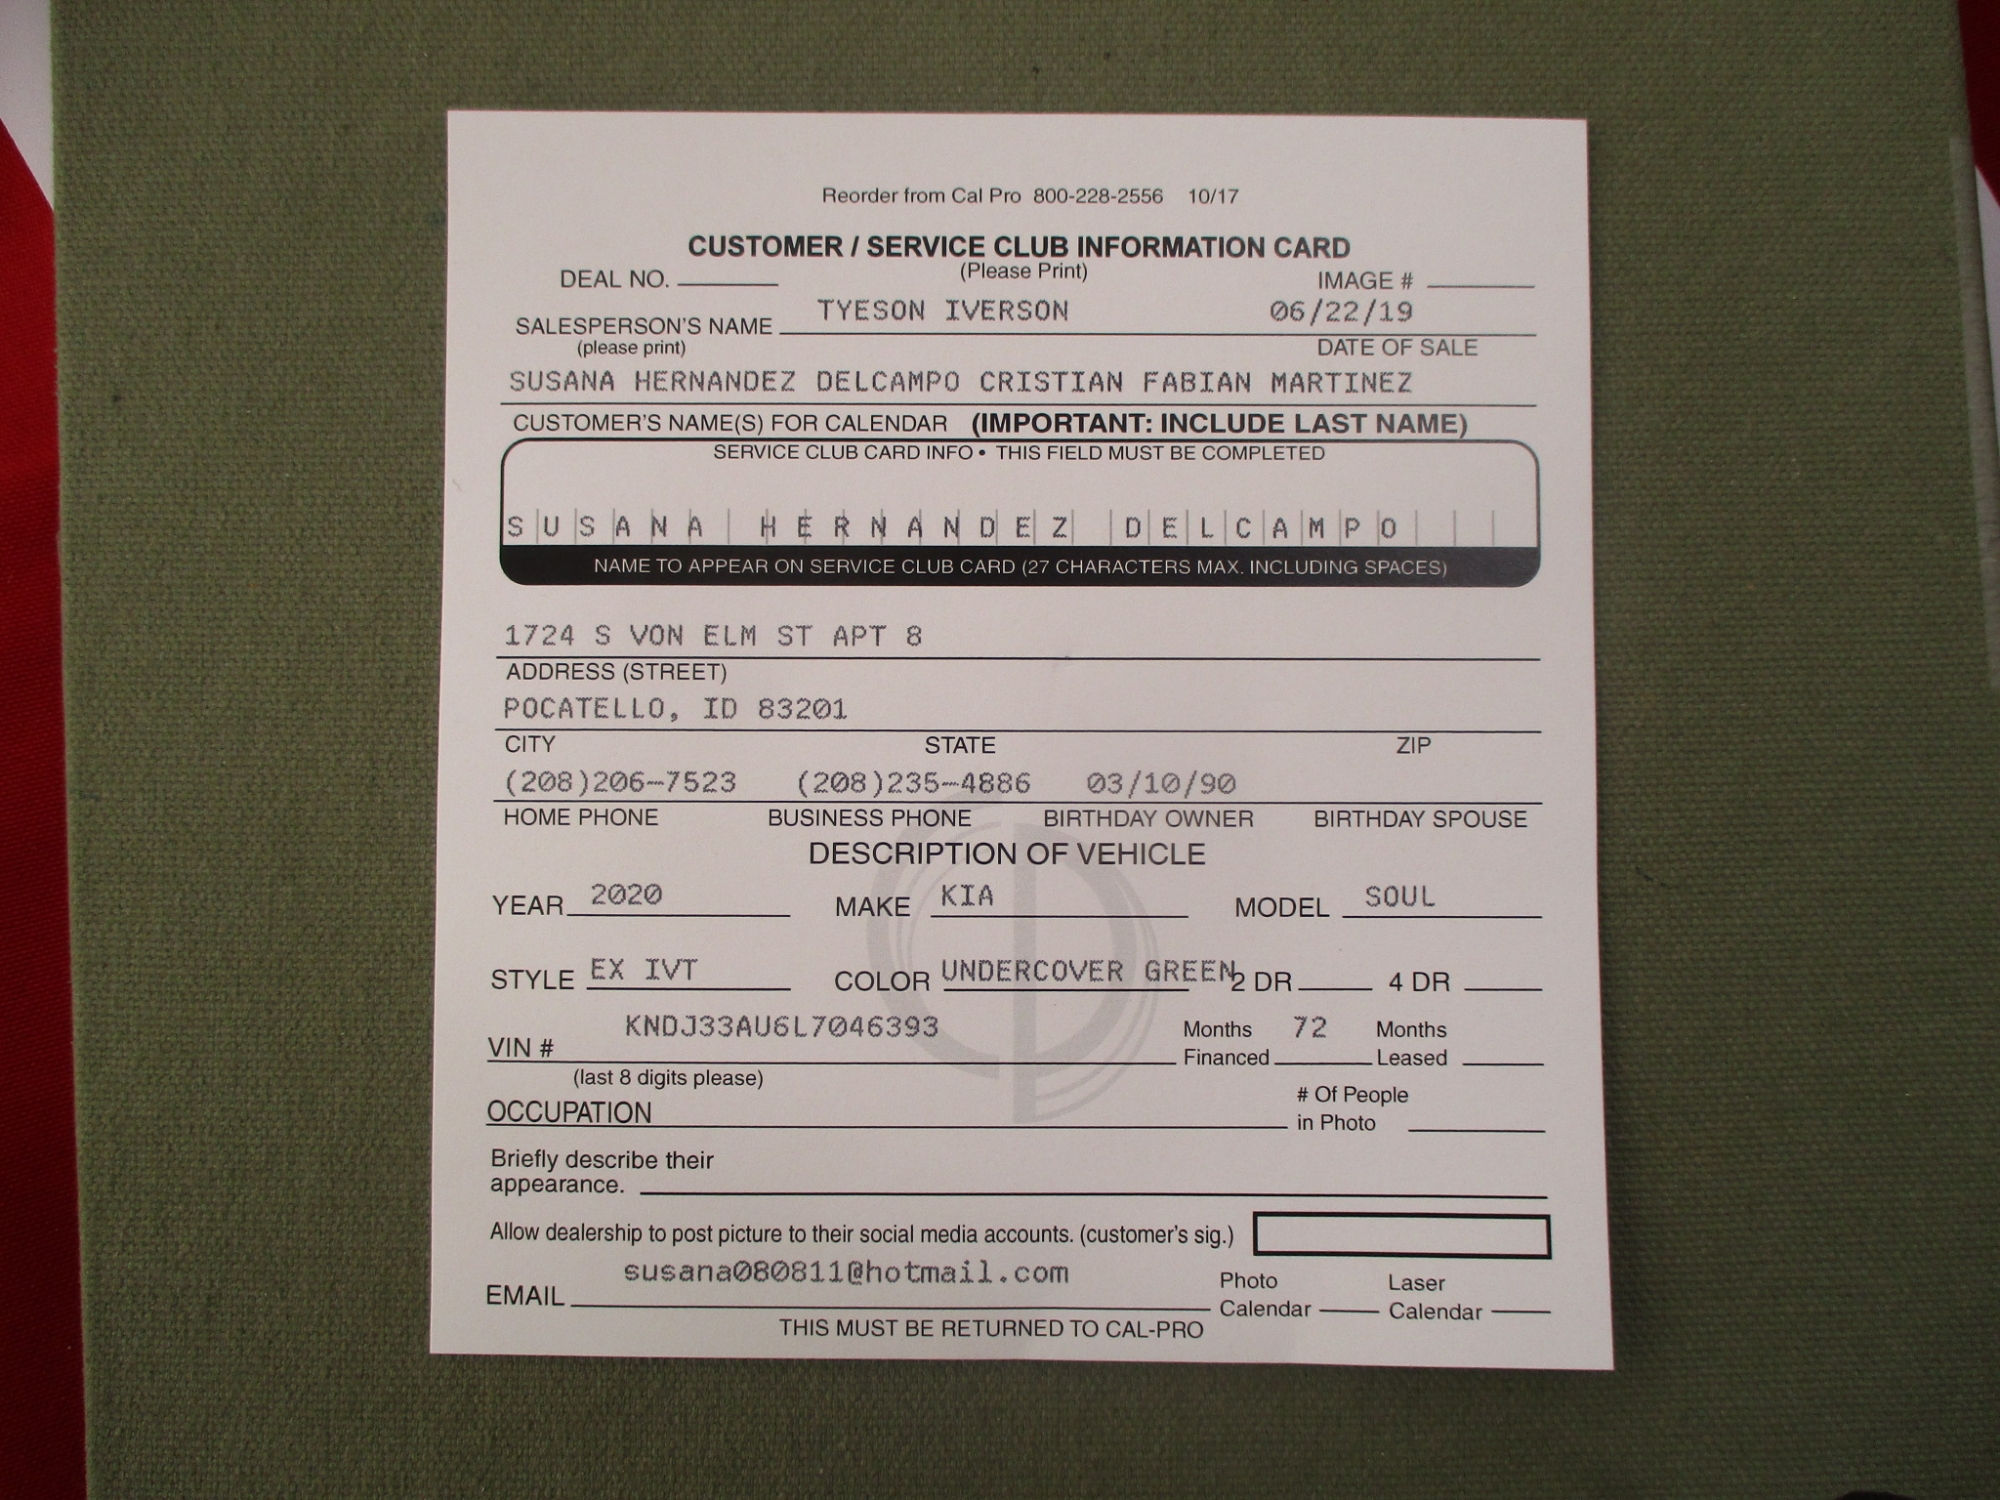 Reorder from Cal Pro 800-228-2556 10/17
CUSTOMER / SERVICE CLUB INFORMATION CARD
(Please Print)
DEAL NO. IMAGE #
TYESON IVERSON 06/22/19
SALESPERSON'S NAME
(please print) DATE OF SALE
SUSANA HERNANDEZ DELCAMPO CRISTIAN FABIAN MARTINEZ
CUSTOMER'S NAME(S) FOR CALENDAR (IMPORTANT: INCLUDE LAST NAME)
SERVICE CLUB CARD INFO • THIS FIELD MUST BE COMPLETED
SUSANA HERNANDEZ DELCAMPO
NAME TO APPEAR ON SERVICE CLUB CARD (27 CHARACTERS MAX. INCLUDING SPACES)
1724 S VON ELM ST APT 8
ADDRESS (STREET)
POCATELLO, ID 83201
CITY STATE ZIP
(208)206-7523 (208)235-4886 03/10/90
HOME PHONE BUSINESS PHONE BIRTHDAY OWNER BIRTHDAY SPOUSE
DESCRIPTION OF VEHICLE
YEAR 2020 MAKE KIA MODEL SOUL
STYLE EX IVT COLOR UNDERCOVER GREEN 2 DR 4 DR
KNDJ33AU6L7046393 Months 72 Months
VIN # Financed Leased
(last 8 digits please)
# Of People
OCCUPATION in Photo
Briefly describe their
appearance.
Allow dealership to post picture to their social media accounts. (customer's sig.)
susana080811@hotmail.com Photo Laser
EMAIL Calendar Calendar
THIS MUST BE RETURNED TO CAL-PRO